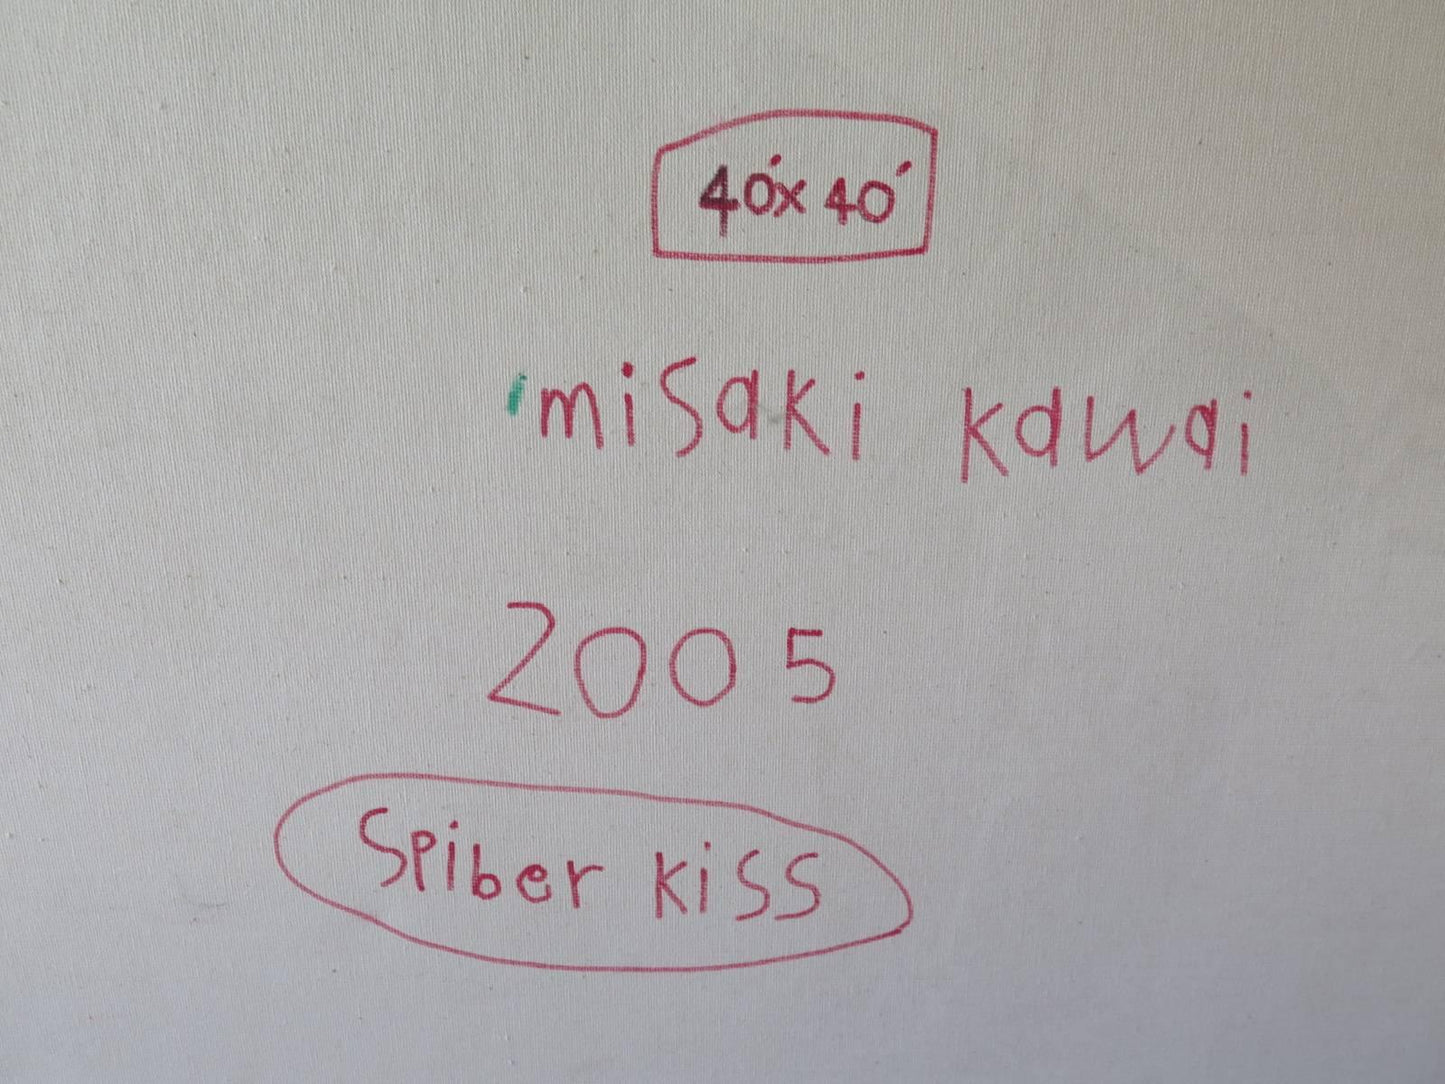 40'x 40'
misaki kawai
2005
Spiber kiss